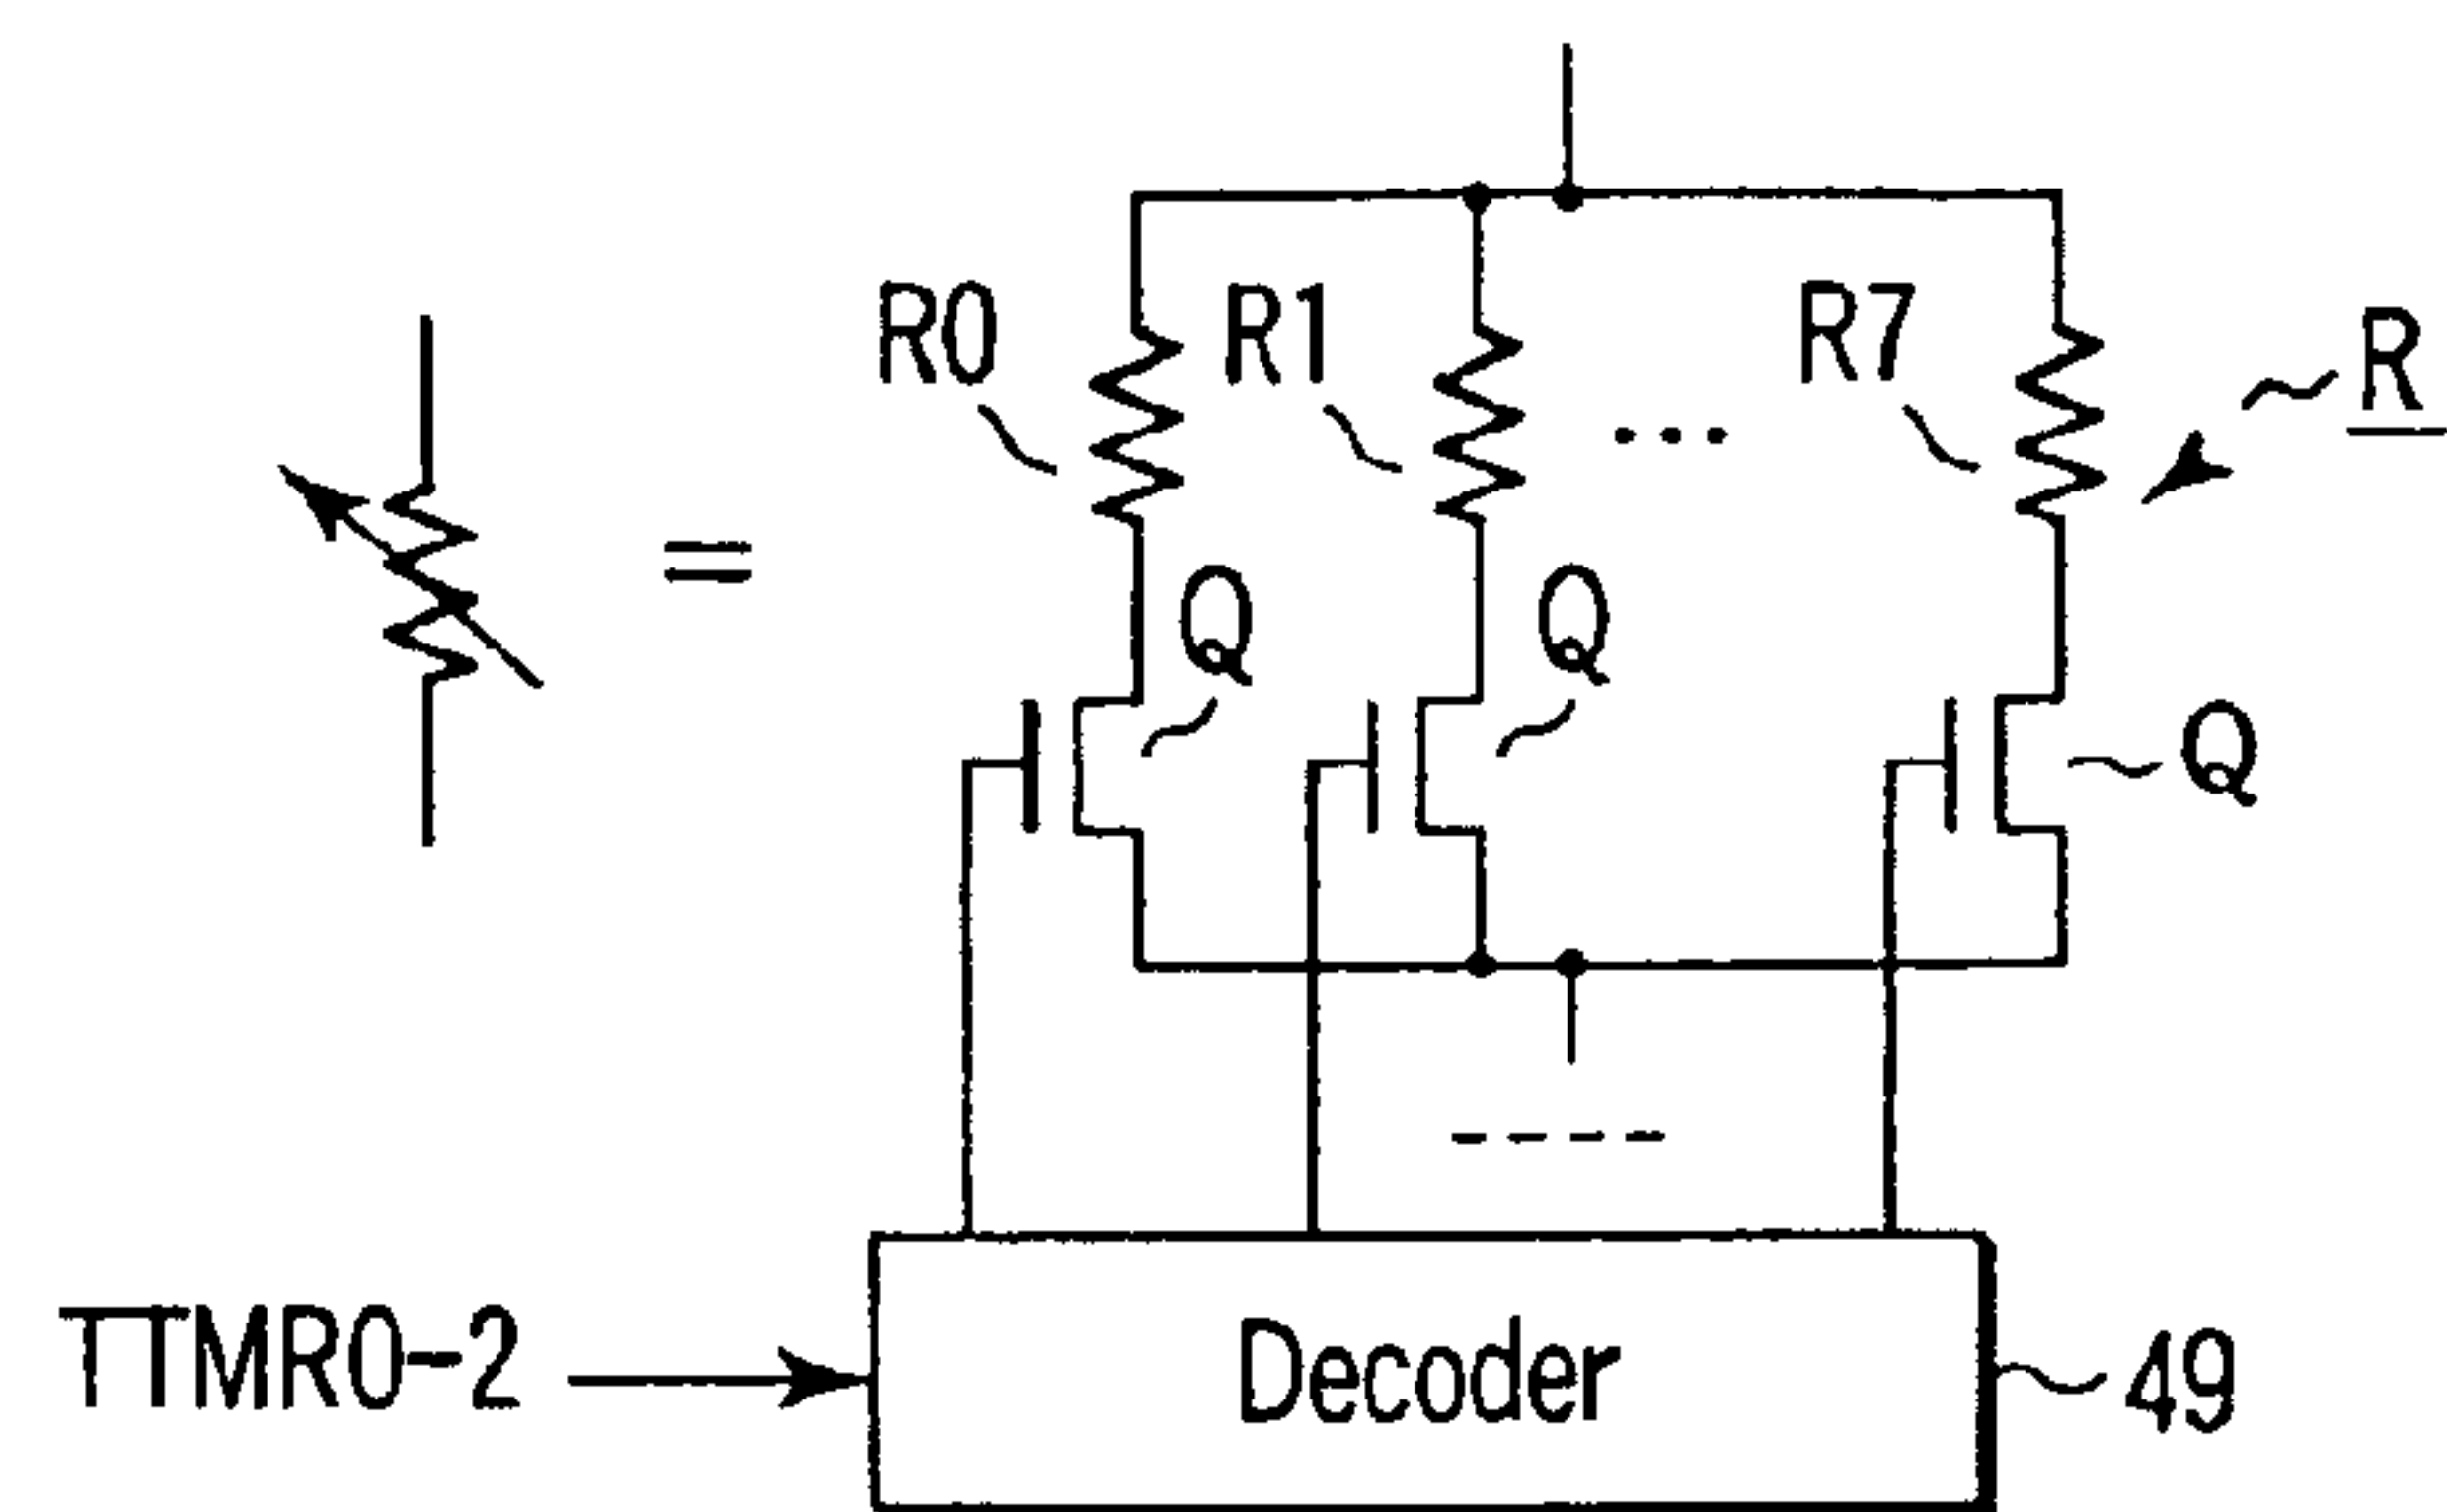 R0 R1 R7 R
=
Q Q
Q
TTMR0-2
Decoder
49